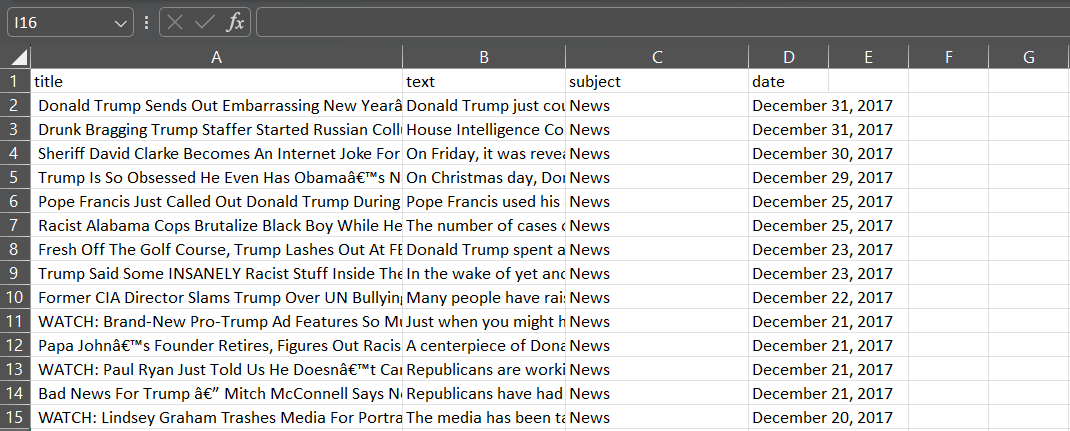 I16 fx
A B C D E F G
1 title text subject date
2 Donald Trump Sends Out Embarrassing New Yearâ Donald Trump just cou News December 31, 2017
3 Drunk Bragging Trump Staffer Started Russian Coll House Intelligence Co News December 31, 2017
4 Sheriff David Clarke Becomes An Internet Joke For On Friday, it was revea News December 30, 2017
5 Trump Is So Obsessed He Even Has Obamaâ€™s N On Christmas day, Don News December 29, 2017
6 Pope Francis Just Called Out Donald Trump During Pope Francis used his News December 25, 2017
7 Racist Alabama Cops Brutalize Black Boy While He The number of cases o News December 25, 2017
8 Fresh Off The Golf Course, Trump Lashes Out At FB Donald Trump spent a News December 23, 2017
9 Trump Said Some INSANELY Racist Stuff Inside The In the wake of yet and News December 23, 2017
10 Former CIA Director Slams Trump Over UN Bullying Many people have rais News December 22, 2017
11 WATCH: Brand-New Pro-Trump Ad Features So Mu Just when you might h News December 21, 2017
12 Papa Johnâ€™s Founder Retires, Figures Out Racis A centerpiece of Dona News December 21, 2017
13 WATCH: Paul Ryan Just Told Us He Doesnâ€™t Car Republicans are worki News December 21, 2017
14 Bad News For Trump â€” Mitch McConnell Says N Republicans have had News December 21, 2017
15 WATCH: Lindsey Graham Trashes Media For Portra The media has been ta News December 20, 2017